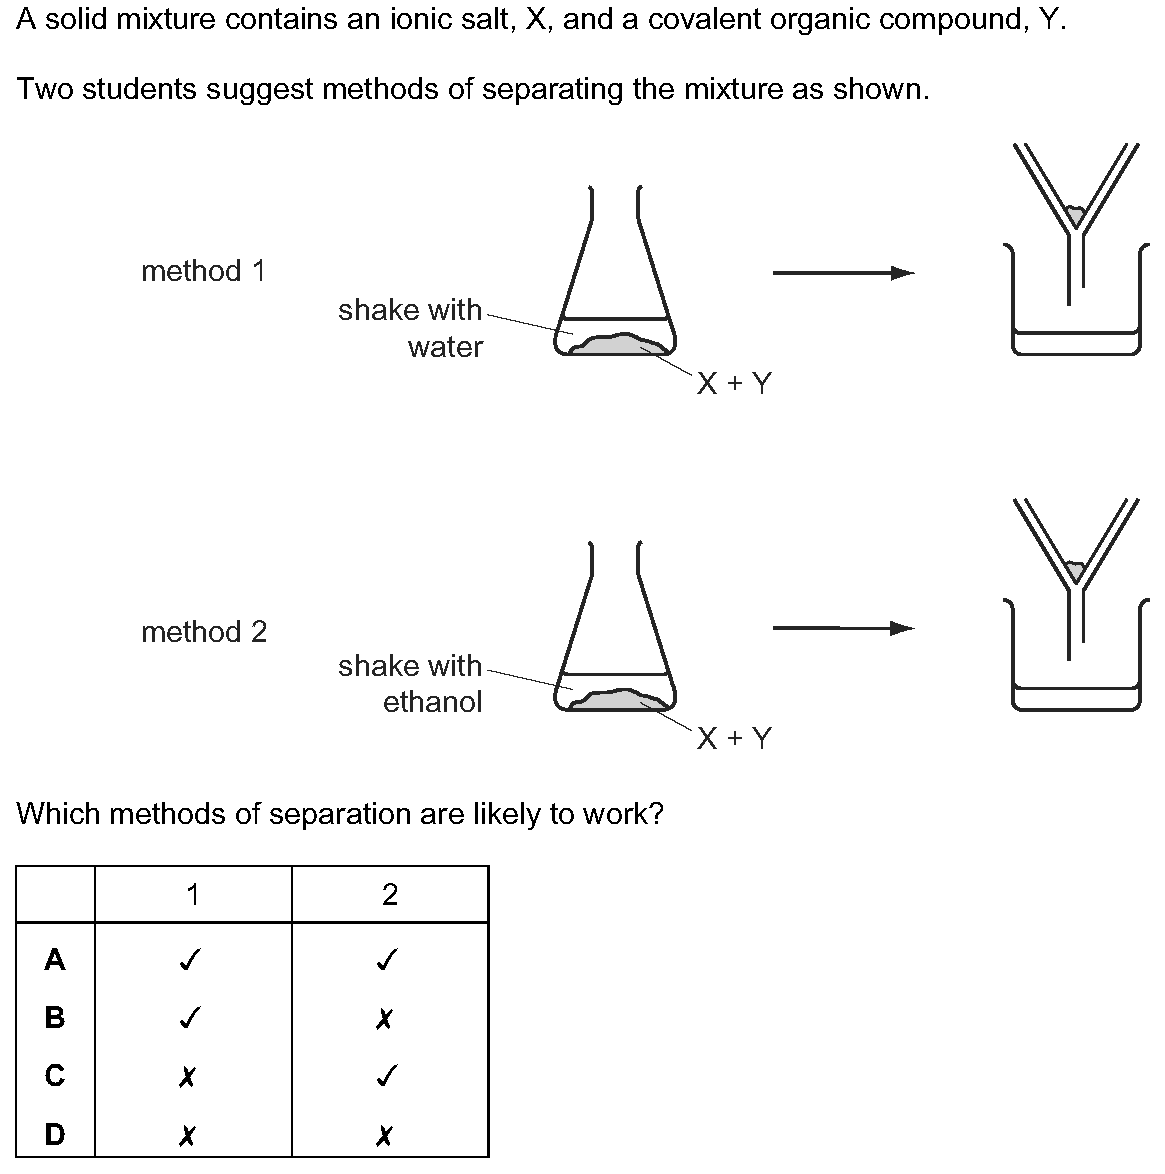 A solid mixture contains an ionic salt, X, and a covalent organic compound, Y.
Two students suggest methods of separating the mixture as shown.
method 1
shake with
water
X + Y
method 2
shake with
ethanol
X + Y
Which methods of separation are likely to work?
1 2
A ✓ ✓
B ✓ ✗
C ✗ ✓
D ✗ ✗